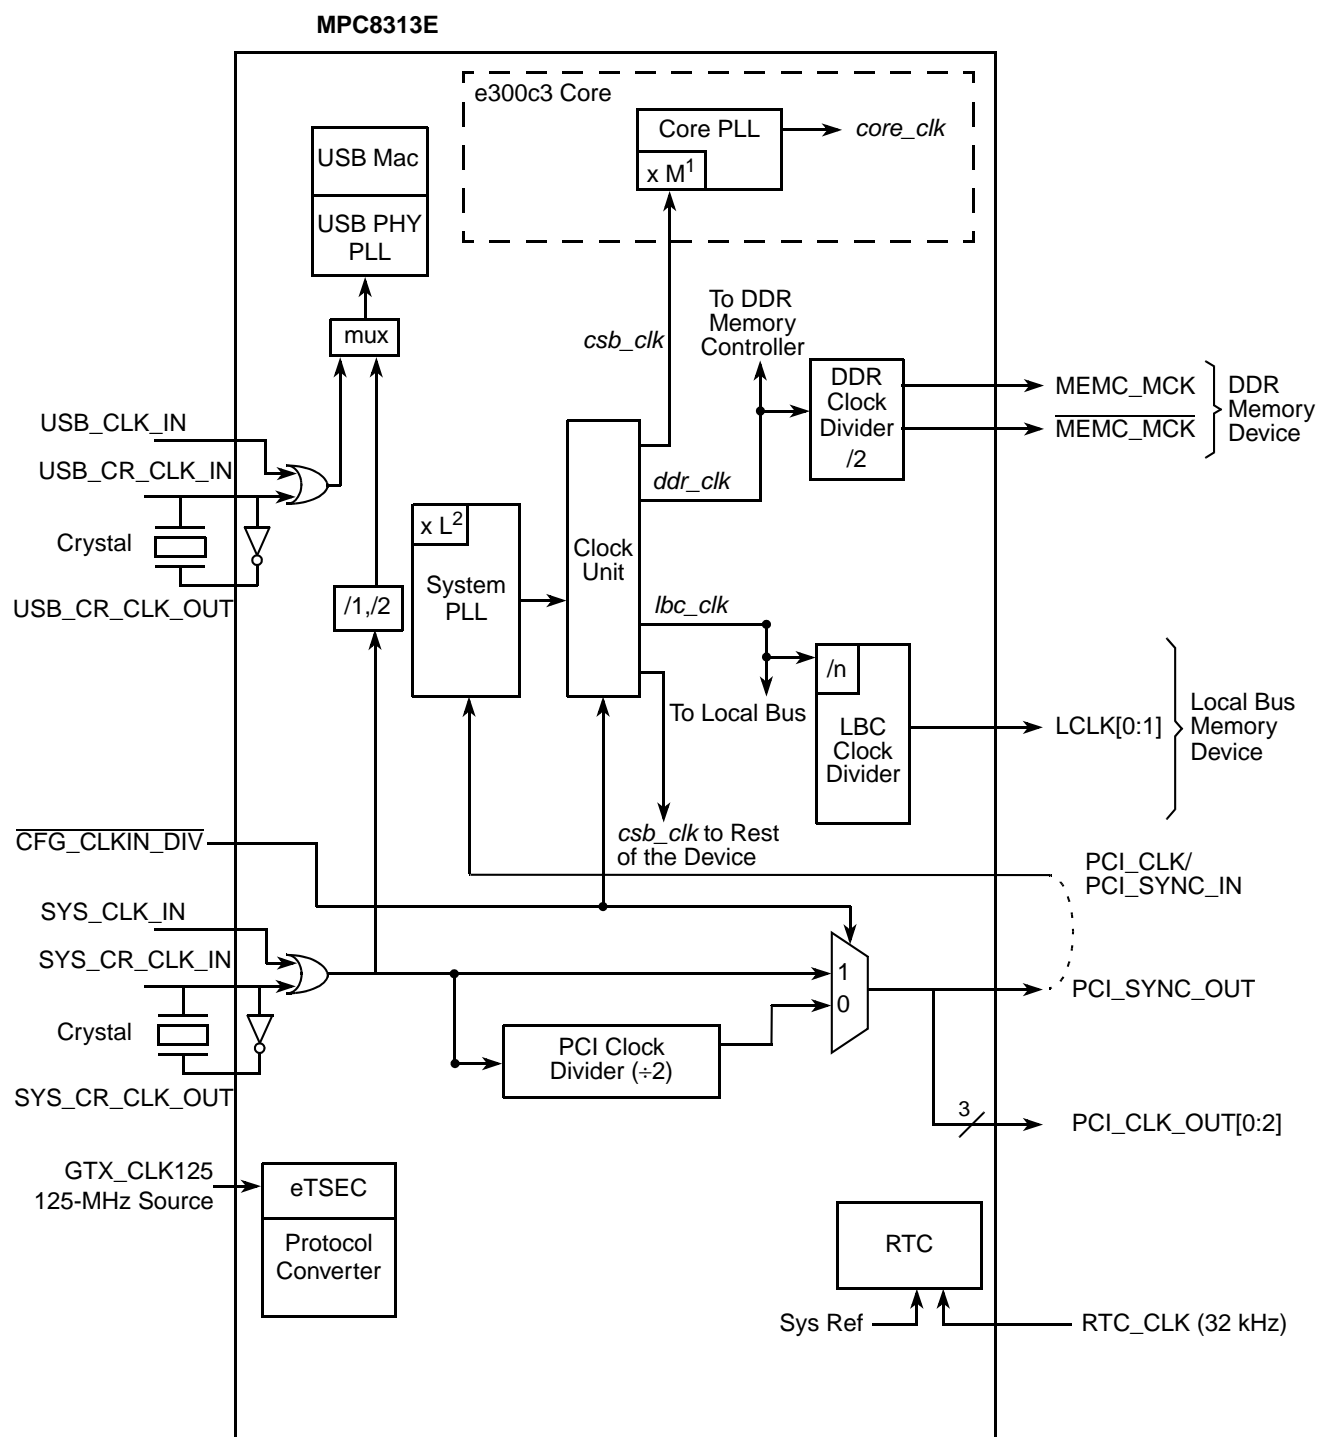 MPC8313E
e300c3 Core
Core PLL
core_clk
x M1
USB Mac
USB PHY
PLL
mux
csb_clk
To DDR
Memory
Controller
DDR
Clock
Divider
/2
MEMC_MCK
MEMC_MCK
DDR
Memory
Device
USB_CLK_IN
USB_CR_CLK_IN
Crystal
USB_CR_CLK_OUT
/1,/2
x L2
System
PLL
Clock
Unit
ddr_clk
lbc_clk
To Local Bus
/n
LBC
Clock
Divider
LCLK[0:1]
Local Bus
Memory
Device
csb_clk to Rest
of the Device
CFG_CLKIN_DIV
PCI_CLK/
PCI_SYNC_IN
SYS_CLK_IN
SYS_CR_CLK_IN
Crystal
SYS_CR_CLK_OUT
1
0
PCI_SYNC_OUT
PCI Clock
Divider (÷2)
3
PCI_CLK_OUT[0:2]
GTX_CLK125
125-MHz Source
eTSEC
Protocol
Converter
RTC
Sys Ref
RTC_CLK (32 kHz)